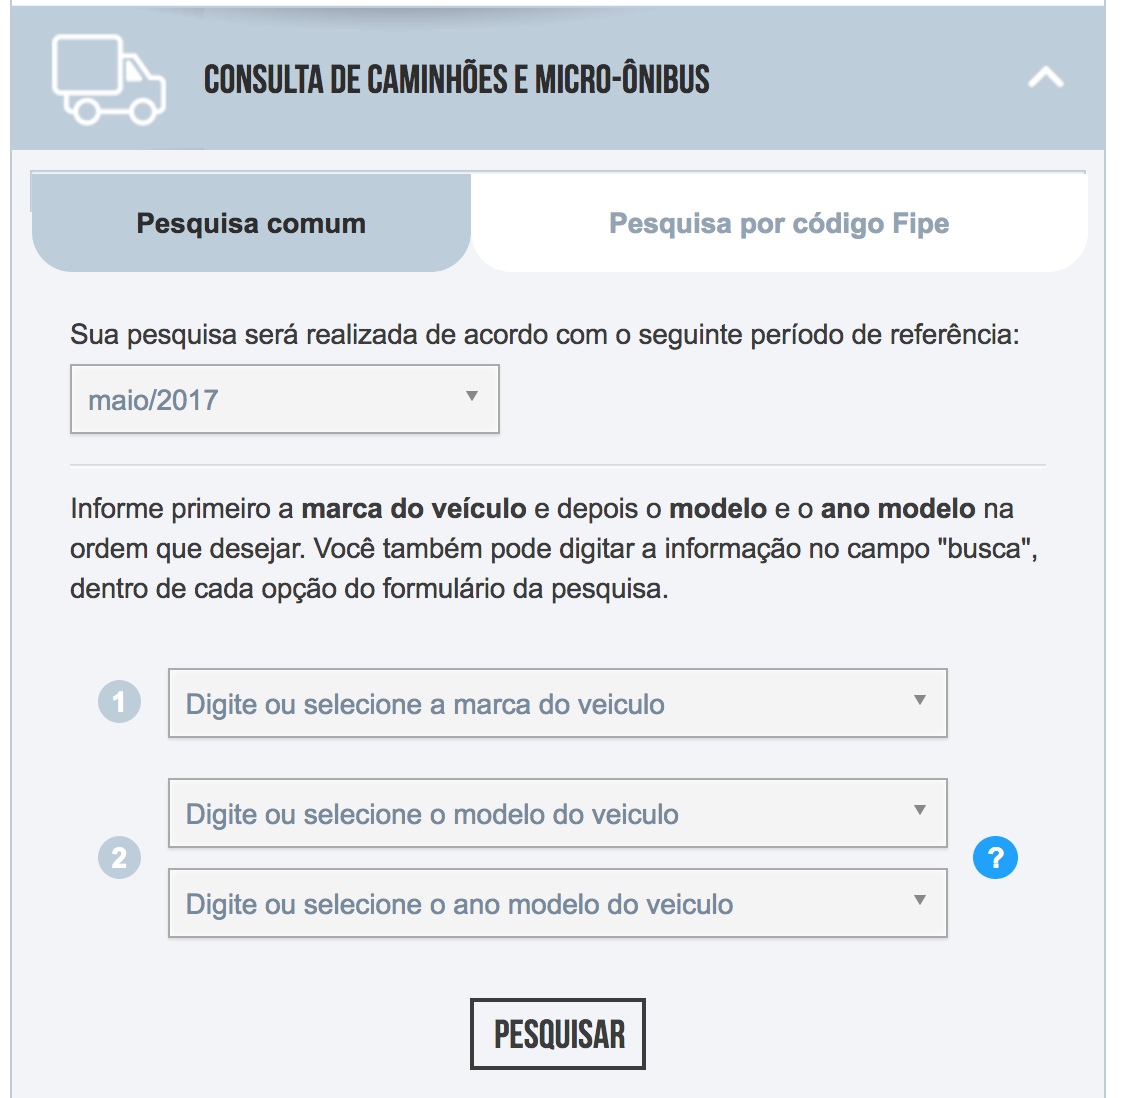 CONSULTA DE CAMINHÕES E MICRO-ÔNIBUS
Pesquisa comum
Pesquisa por código Fipe
Sua pesquisa será realizada de acordo com o seguinte período de referência:
maio/2017
Informe primeiro a marca do veículo e depois o modelo e o ano modelo na
ordem que desejar. Você também pode digitar a informação no campo "busca",
dentro de cada opção do formulário da pesquisa.
1
Digite ou selecione a marca do veiculo
Digite ou selecione o modelo do veiculo
2
?
Digite ou selecione o ano modelo do veiculo
PESQUISAR